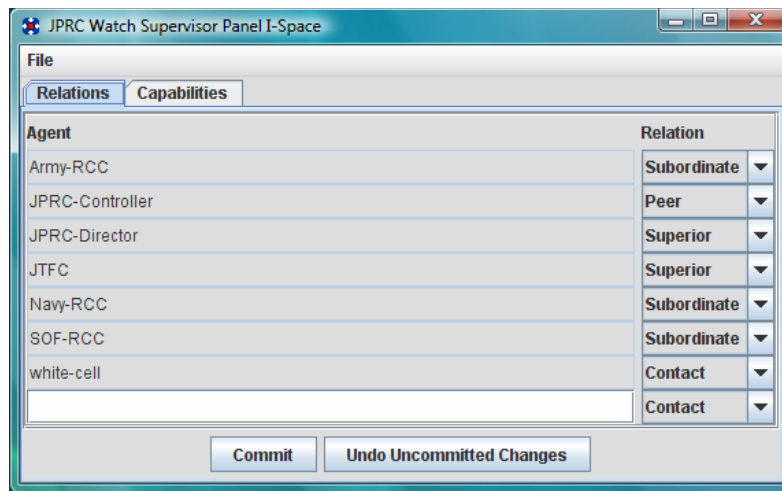 JPRC Watch Supervisor Panel I-Space
File
Relations Capabilities
Agent Relation
Army-RCC Subordinate
JPRC-Controller Peer
JPRC-Director Superior
JTFC Superior
Navy-RCC Subordinate
SOF-RCC Subordinate
white-cell Contact
Contact
Commit Undo Uncommitted Changes